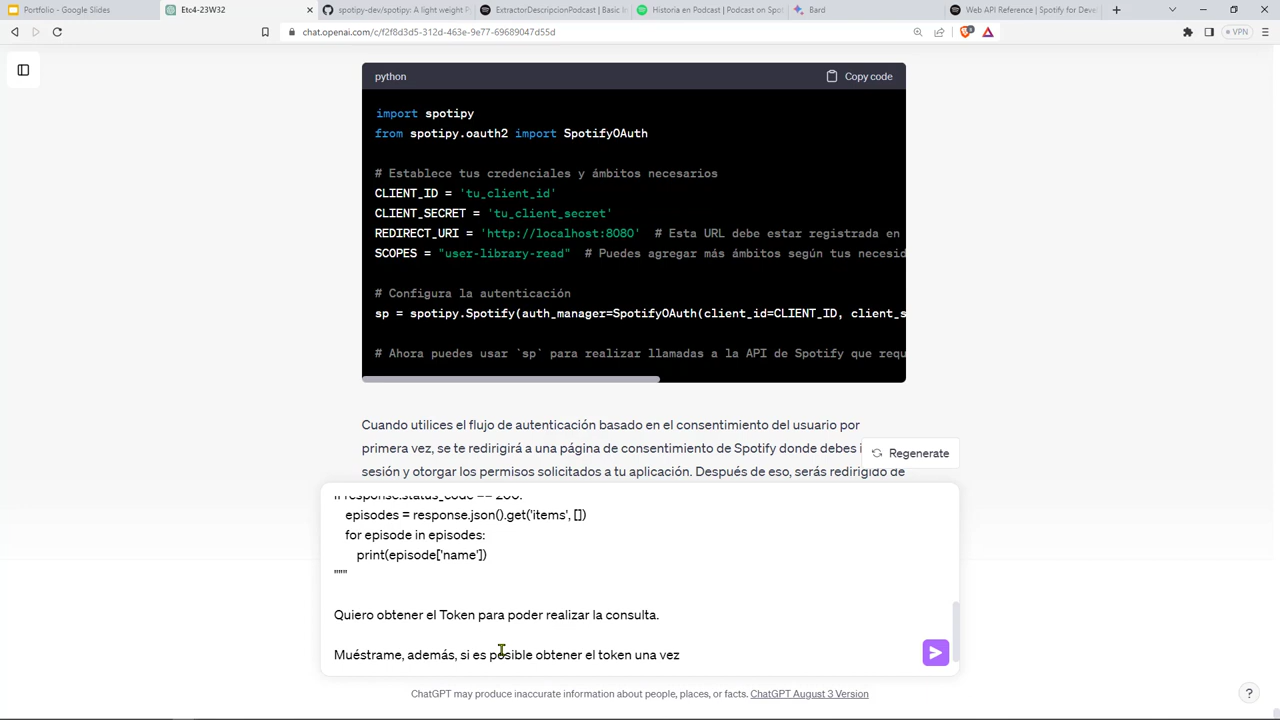 Portfolio - Google Slides
Etc4-23W32
spotipy-dev/spotipy: A light weight P
ExtractorDescripcionPodcast | Basic In
Historia en Podcast | Podcast on Spot
Bard
Web API Reference | Spotify for Deve
chat.openai.com/c/f2f8d3d5-312d-463e-9e77-69689047d55d
VPN
python
Copy code
import spotipy
from spotipy.oauth2 import SpotifyOAuth
# Establece tus credenciales y ámbitos necesarios
CLIENT_ID = 'tu_client_id'
CLIENT_SECRET = 'tu_client_secret'
REDIRECT_URI = 'http://localhost:8080' # Esta URL debe estar registrada en
SCOPES = "user-library-read" # Puedes agregar más ámbitos según tus necesid
# Configura la autenticación
sp = spotipy.Spotify(auth_manager=SpotifyOAuth(client_id=CLIENT_ID, client_s
# Ahora puedes usar `sp` para realizar llamadas a la API de Spotify que requ
Cuando utilices el flujo de autenticación basado en el consentimiento del usuario por
primera vez, se te redirigirá a una página de consentimiento de Spotify donde debes i
Regenerate
sesión y otorgar los permisos solicitados a tu aplicación. Después de eso, serás redirigido de
if response.status_code == 200:
episodes = response.json().get('items', [])
for episode in episodes:
print(episode['name'])
"""
Quiero obtener el Token para poder realizar la consulta.
Muéstrame, además, si es posible obtener el token una vez
ChatGPT may produce inaccurate information about people, places, or facts. ChatGPT August 3 Version
?